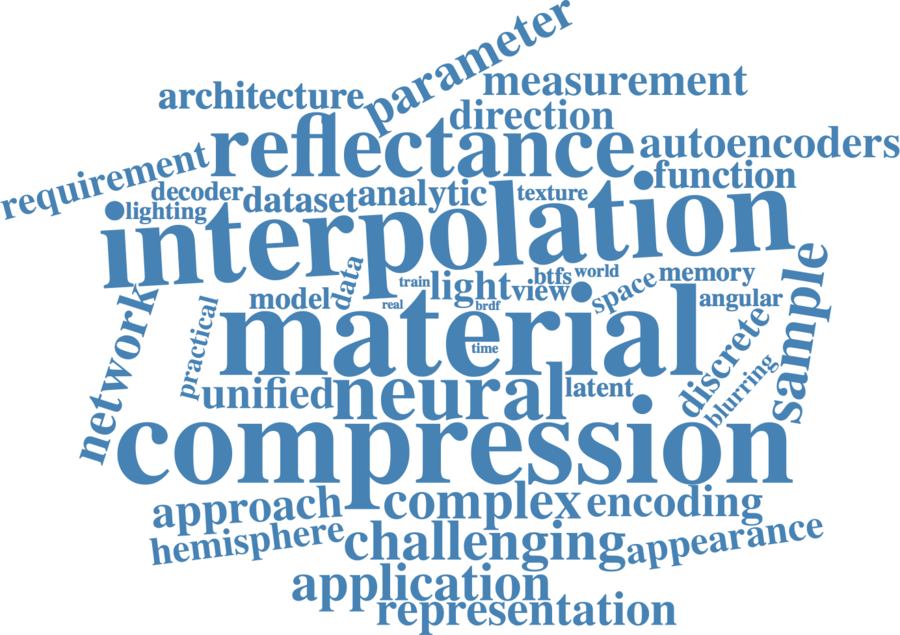 parameter
architecture
measurement
direction
reflectance
autoencoders
requirement
function
decoder
dataset
analytic
texture
lighting
interpolation
data
train
light
view
btfs
world
space
memory
model
real
brdf
angular
network
practical
material
time
discrete
sample
unified
neural
latent
blurring
compression
approach
complex
encoding
hemisphere
challenging
appearance
application
representation